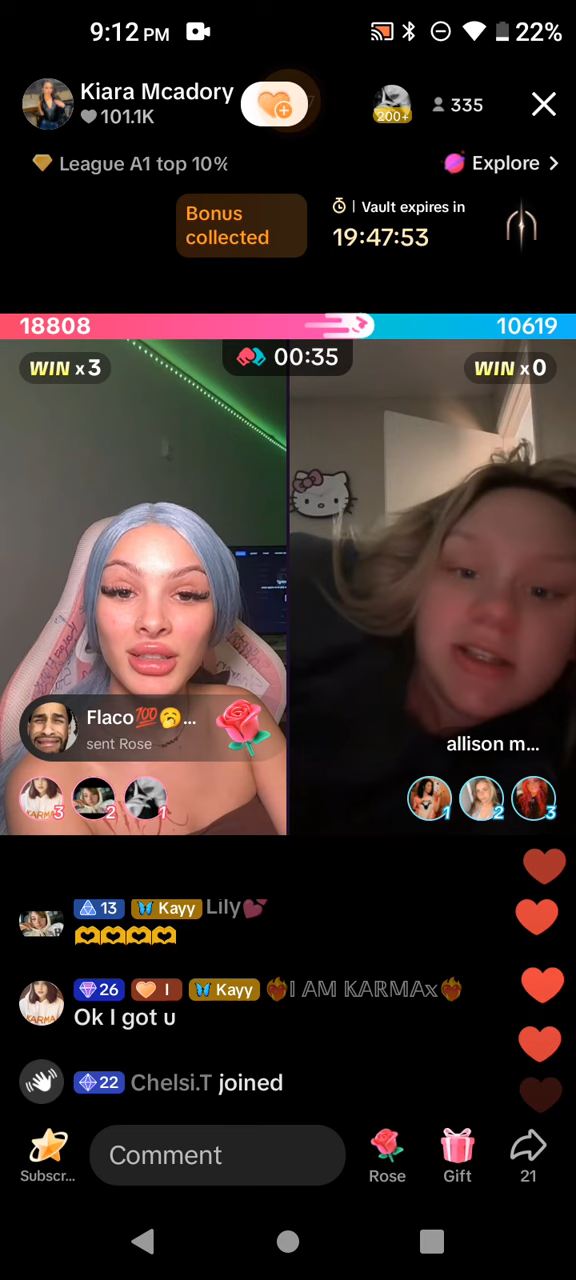 9:12 PM
22%
Kiara Mcadory
101.1K
200+
335
League A1 top 10%
Explore >
Bonus
collected
Vault expires in
19:47:53
18808
10619
WIN x 3
00:35
WIN x 0
Flaco💯🥱...
sent Rose
allison m...
3
2
1
1
2
3
13 Kayy Lily💕
🫶🫶🫶🫶
26 I Kayy ❤️‍🔥𝕀 𝔸𝕄 𝕂𝔸ℝ𝕄𝔸x❤️‍🔥
Ok I got u
22 Chelsi.T joined
Comment
Subscr...
Rose
Gift
21